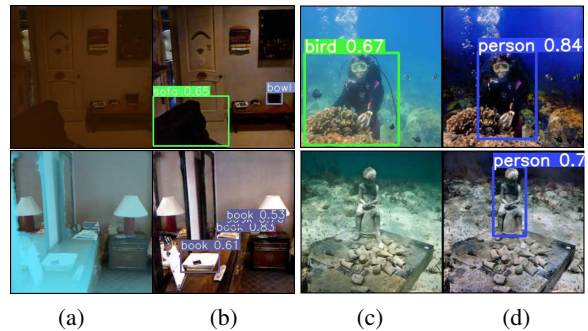 bird 0.67
person 0.84
sofa 0.65
bowl
person 0.7
book 0.53
book 0.83
book 0.61
(a)
(b)
(c)
(d)